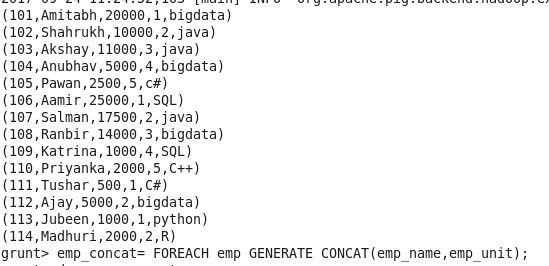 (101,Amitabh,20000,1,bigdata)
(102,Shahrukh,10000,2,java)
(103,Akshay,11000,3,java)
(104,Anubhav,5000,4,bigdata)
(105,Pawan,2500,5,c#)
(106,Aamir,25000,1,SQL)
(107,Salman,17500,2,java)
(108,Ranbir,14000,3,bigdata)
(109,Katrina,1000,4,SQL)
(110,Priyanka,2000,5,C++)
(111,Tushar,500,1,C#)
(112,Ajay,5000,2,bigdata)
(113,Jubeen,1000,1,python)
(114,Madhuri,2000,2,R)
grunt> emp_concat= FOREACH emp GENERATE CONCAT(emp_name,emp_unit);